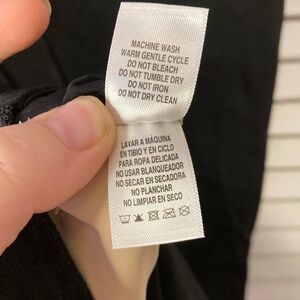 MACHINE WASH
WARM GENTLE CYCLE
DO NOT BLEACH
DO NOT TUMBLE DRY
DO NOT IRON
DO NOT DRY CLEAN
LAVAR A MÁQUINA
EN TIBIO Y EN CICLO
PARA ROPA DELICADA
NO USAR BLANQUEADOR
NO SECAR EN SECADORA
NO PLANCHAR
NO LIMPIAR EN SECO